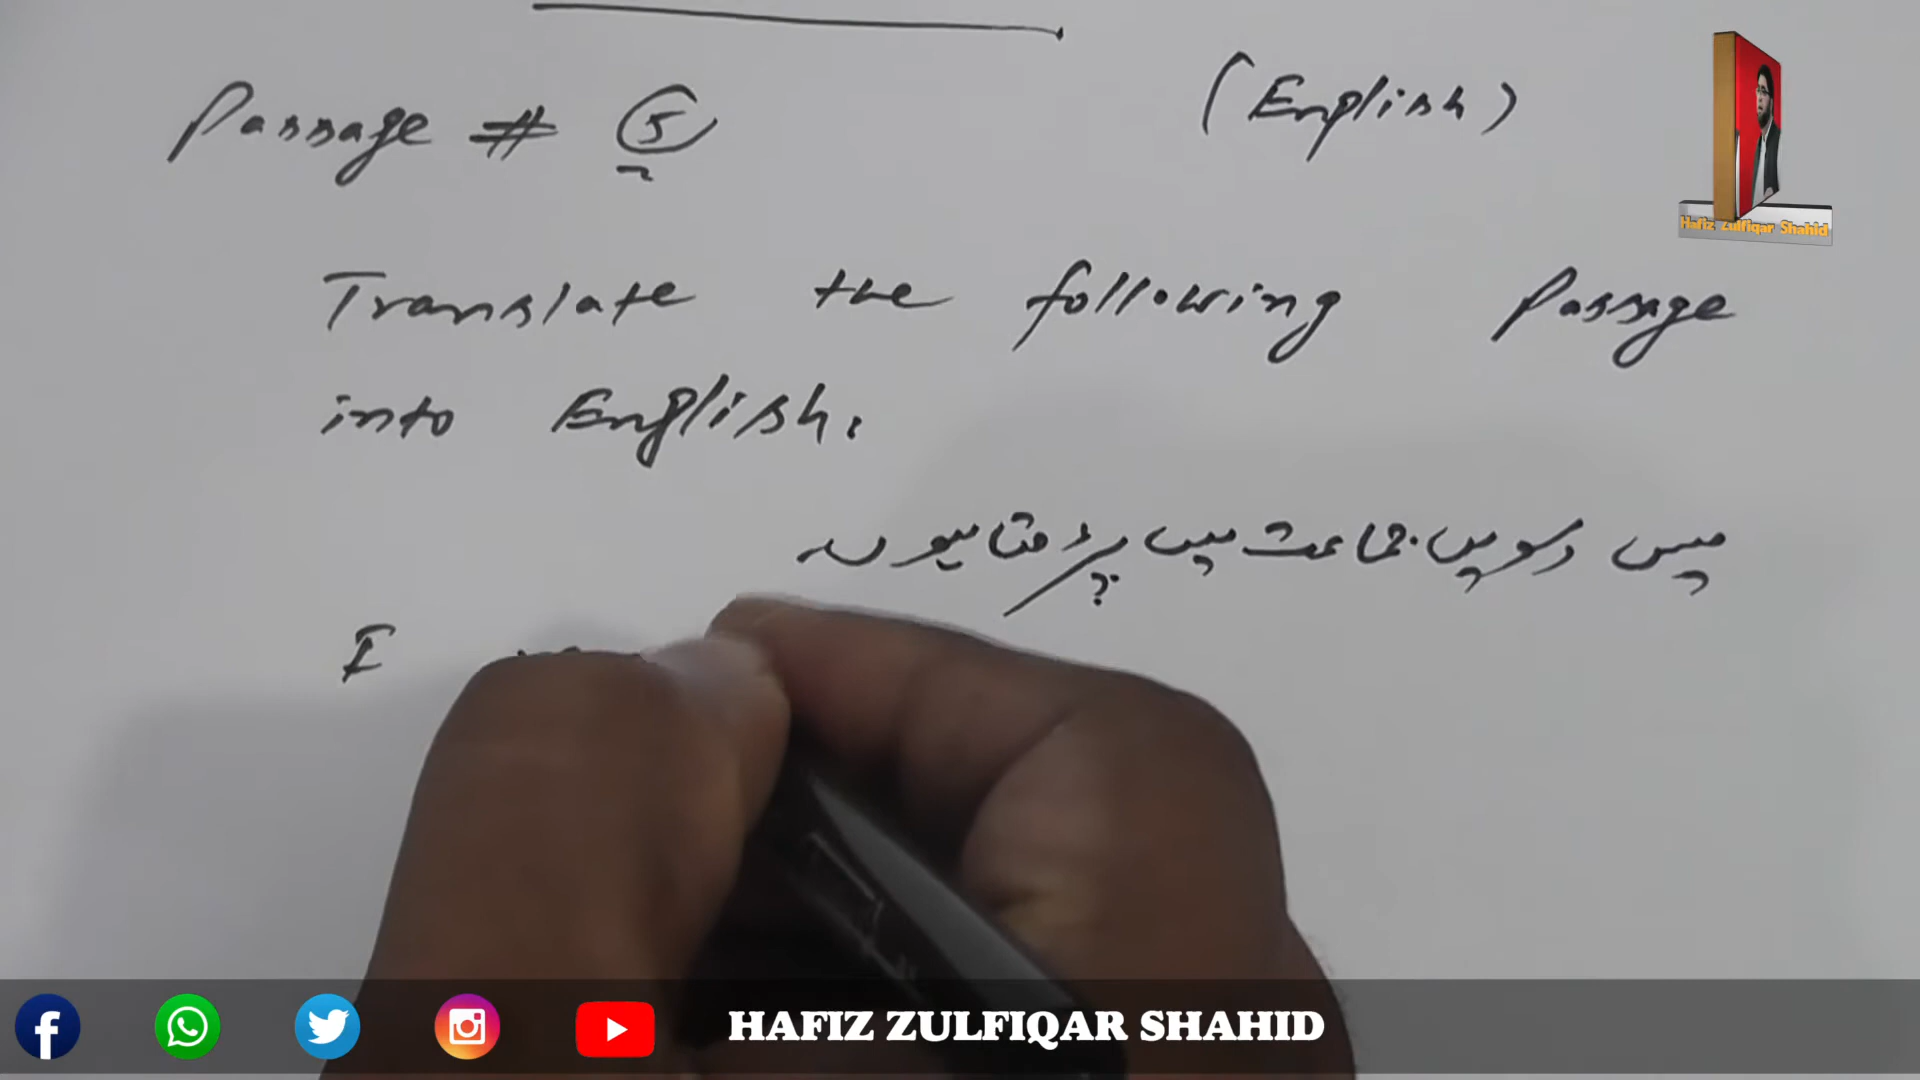 Passage # 5
(English)
Hafiz Zulfiqar Shahid
Translate the following Passage
into English.
میں دسویں جماعت میں پڑھتا ہوں
I
HAFIZ ZULFIQAR SHAHID